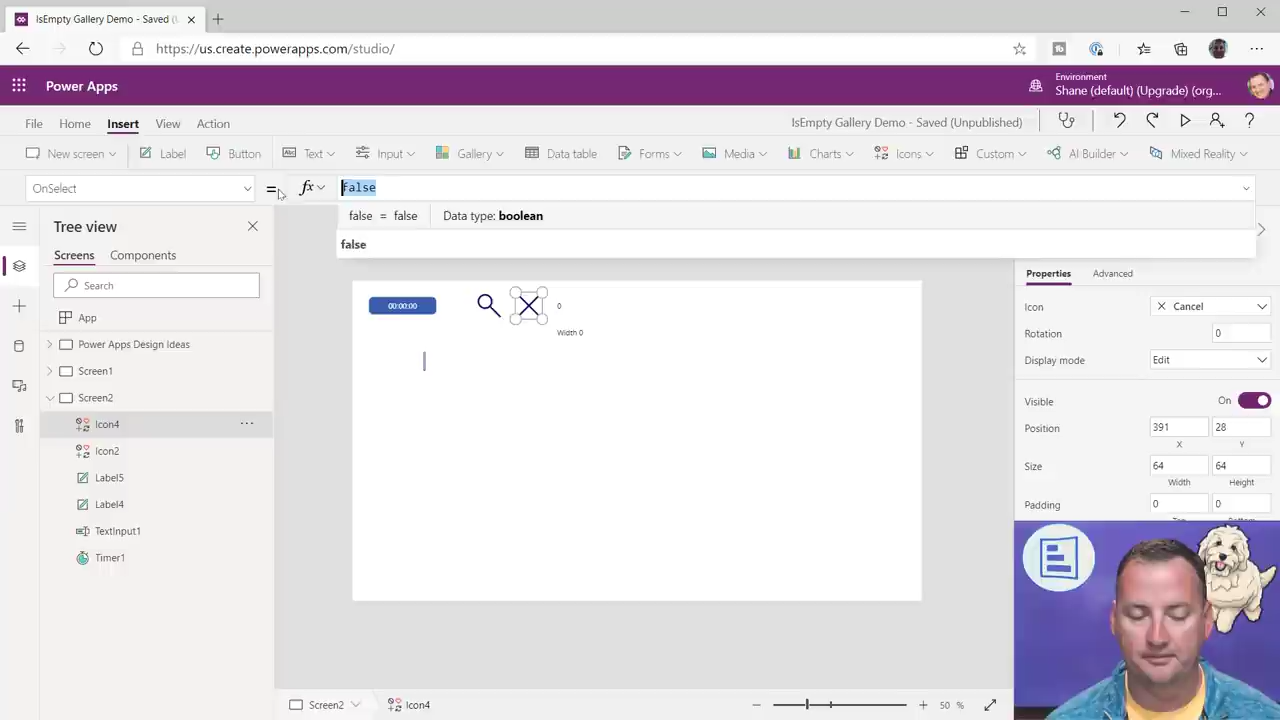 IsEmpty Gallery Demo - Saved (
https://us.create.powerapps.com/studio/
Power Apps
Environment
Shane (default) (Upgrade) (org...
File Home Insert View Action
IsEmpty Gallery Demo - Saved (Unpublished)
New screen Label Button Text Input Gallery Data table Forms Media Charts Icons Custom AI Builder Mixed Reality
OnSelect = fx false
false = false Data type: boolean
false
Tree view
Screens Components
Search
App
Power Apps Design Ideas
Screen1
Screen2
Icon4 ...
Icon2
Label5
Label4
TextInput1
Timer1
00:00:00
0
Width 0
Properties Advanced
Icon Cancel
Rotation 0
Display mode Edit
Visible On
Position 391 28
X Y
Size 64 64
Width Height
Padding 0 0
Screen2 Icon4
50 %